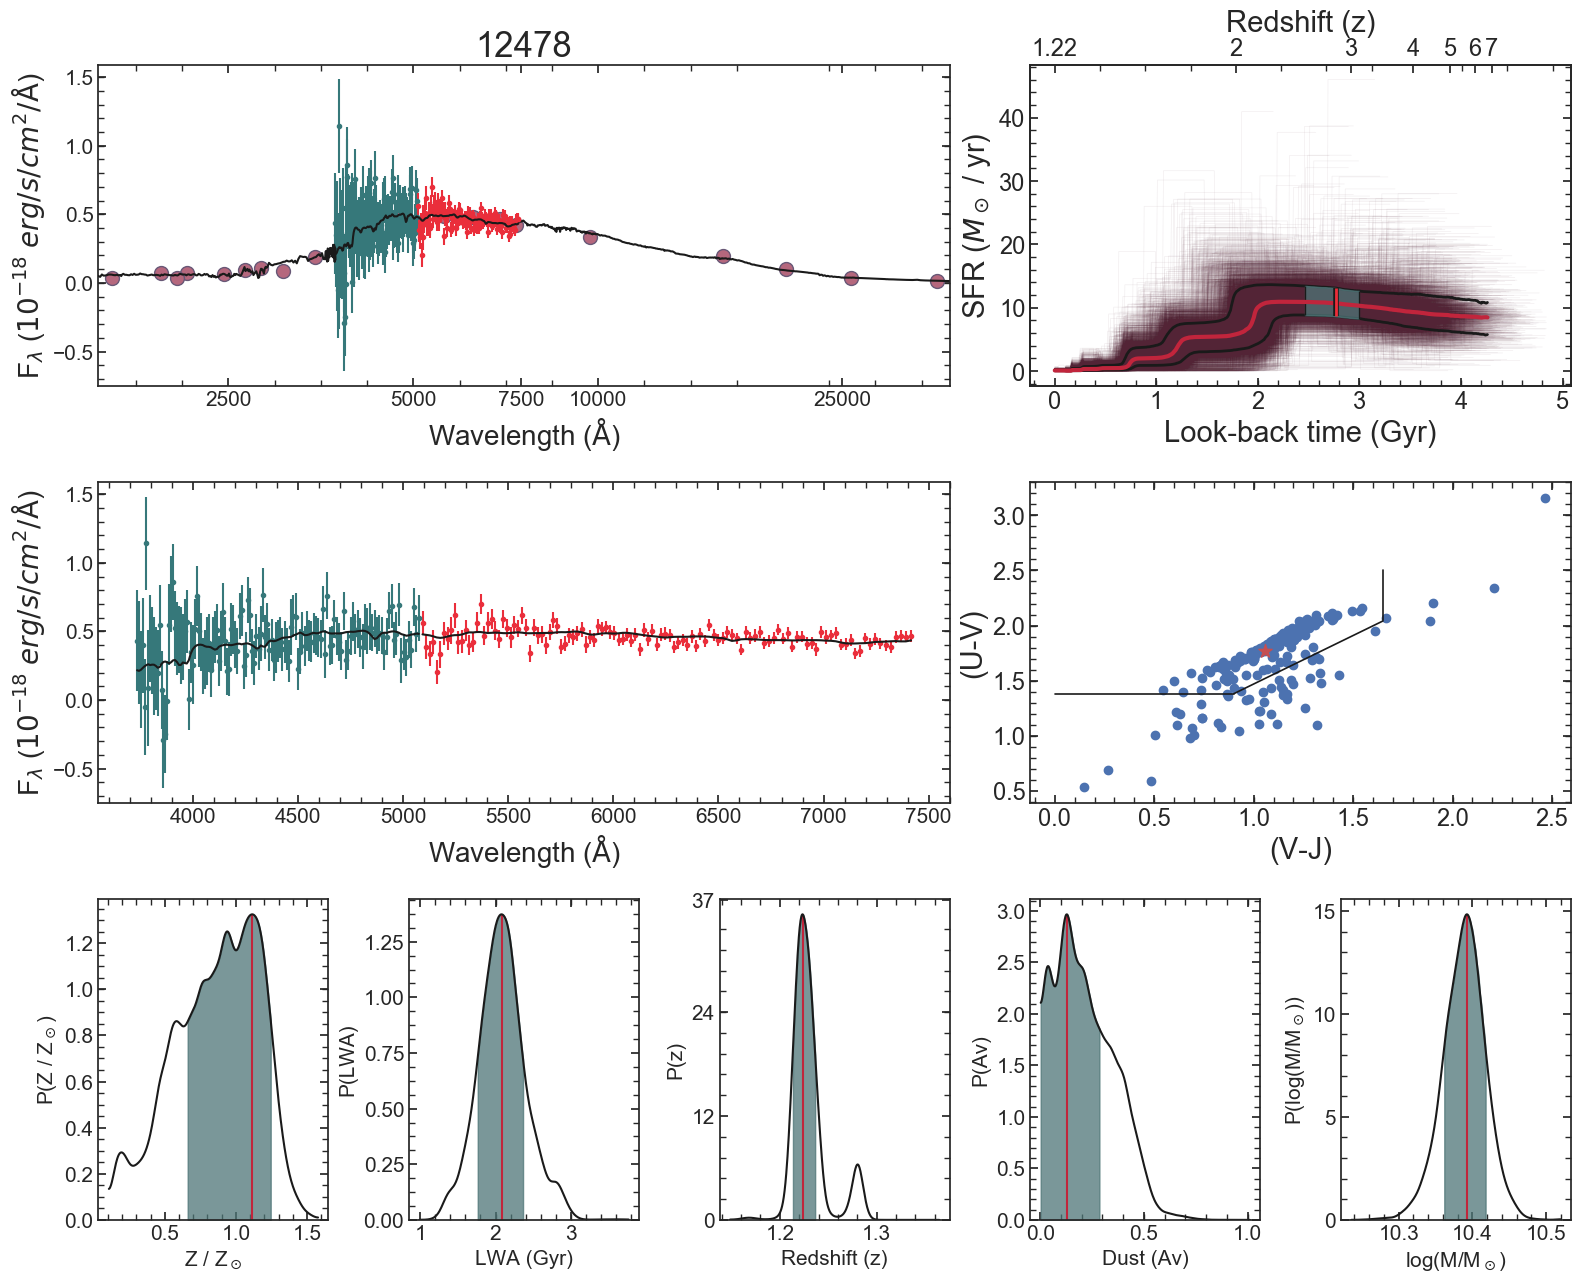 12478
1.5
1.0
0.5
0.0
−0.5
F_λ (10^−18 erg/s/cm^2/Å)
2500 5000 7500 10000 25000
Wavelength (Å)
Redshift (z)
1.22 2 3 4 5 6 7
40
30
20
10
0
SFR (M_⊙ / yr)
0 1 2 3 4 5
Look-back time (Gyr)
1.5
1.0
0.5
0.0
−0.5
F_λ (10^−18 erg/s/cm^2/Å)
4000 4500 5000 5500 6000 6500 7000 7500
Wavelength (Å)
3.0
2.5
2.0
1.5
1.0
0.5
(U-V)
0.0 0.5 1.0 1.5 2.0 2.5
(V-J)
1.2
1.0
0.8
0.6
0.4
0.2
0.0
P(Z / Z_⊙)
0.5 1.0 1.5
Z / Z_⊙
1.25
1.00
0.75
0.50
0.25
0.00
P(LWA)
1 2 3
LWA (Gyr)
37
24
12
0
P(z)
1.2 1.3
Redshift (z)
3.0
2.5
2.0
1.5
1.0
0.5
0.0
P(Av)
0.0 0.5 1.0
Dust (Av)
15
10
5
0
P(log(M/M_⊙))
10.3 10.4 10.5
log(M/M_⊙)